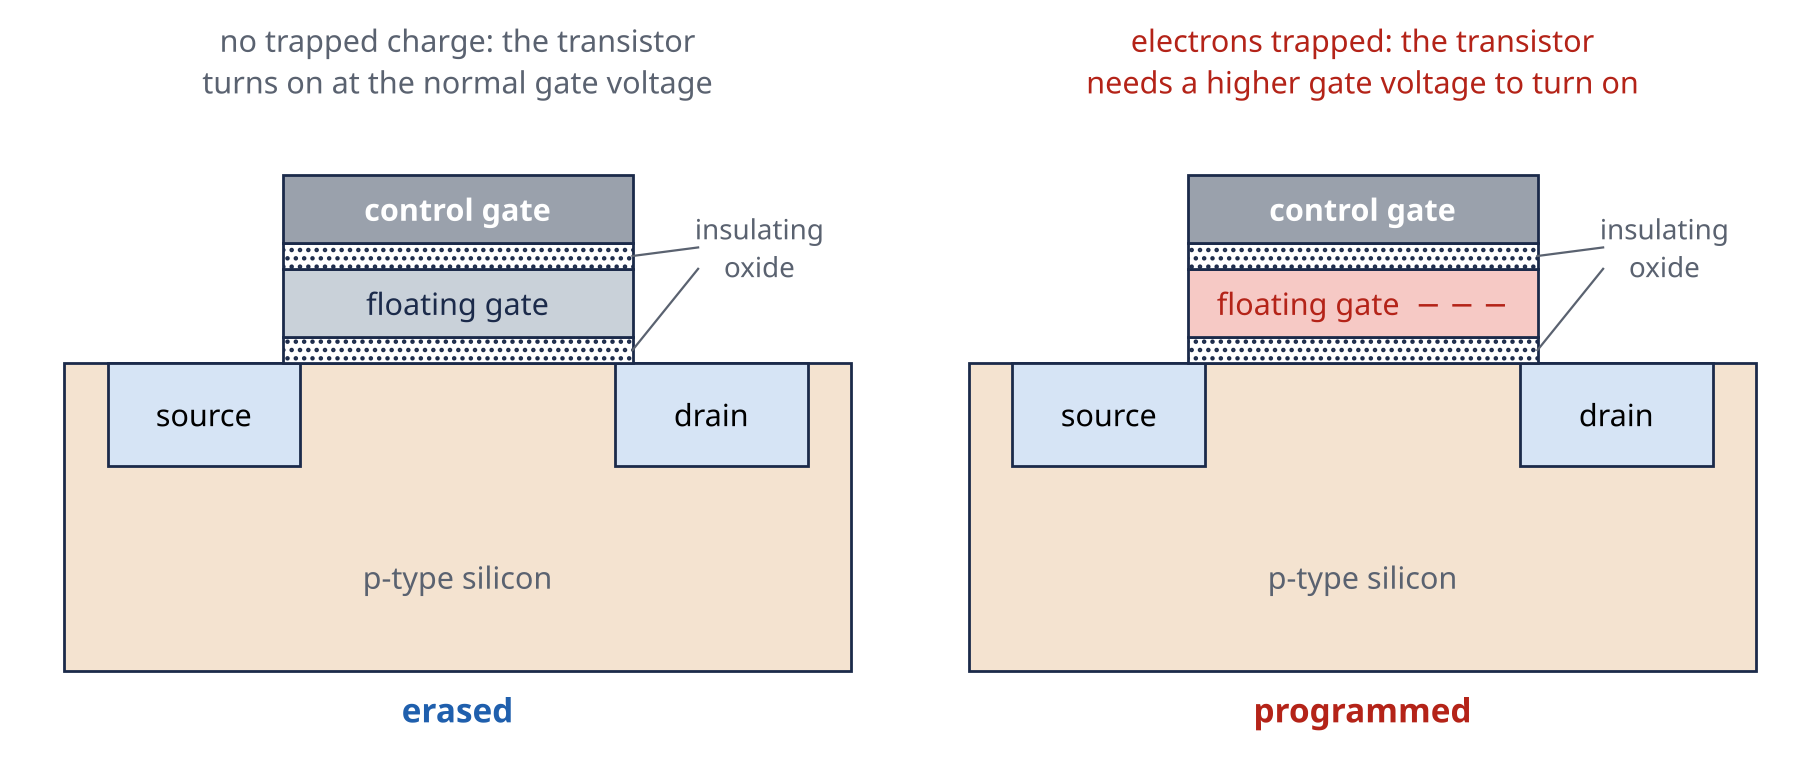 no trapped charge: the transistor
turns on at the normal gate voltage
control gate
insulating
oxide
floating gate
source
drain
p-type silicon
erased
electrons trapped: the transistor
needs a higher gate voltage to turn on
control gate
insulating
oxide
floating gate – – –
source
drain
p-type silicon
programmed